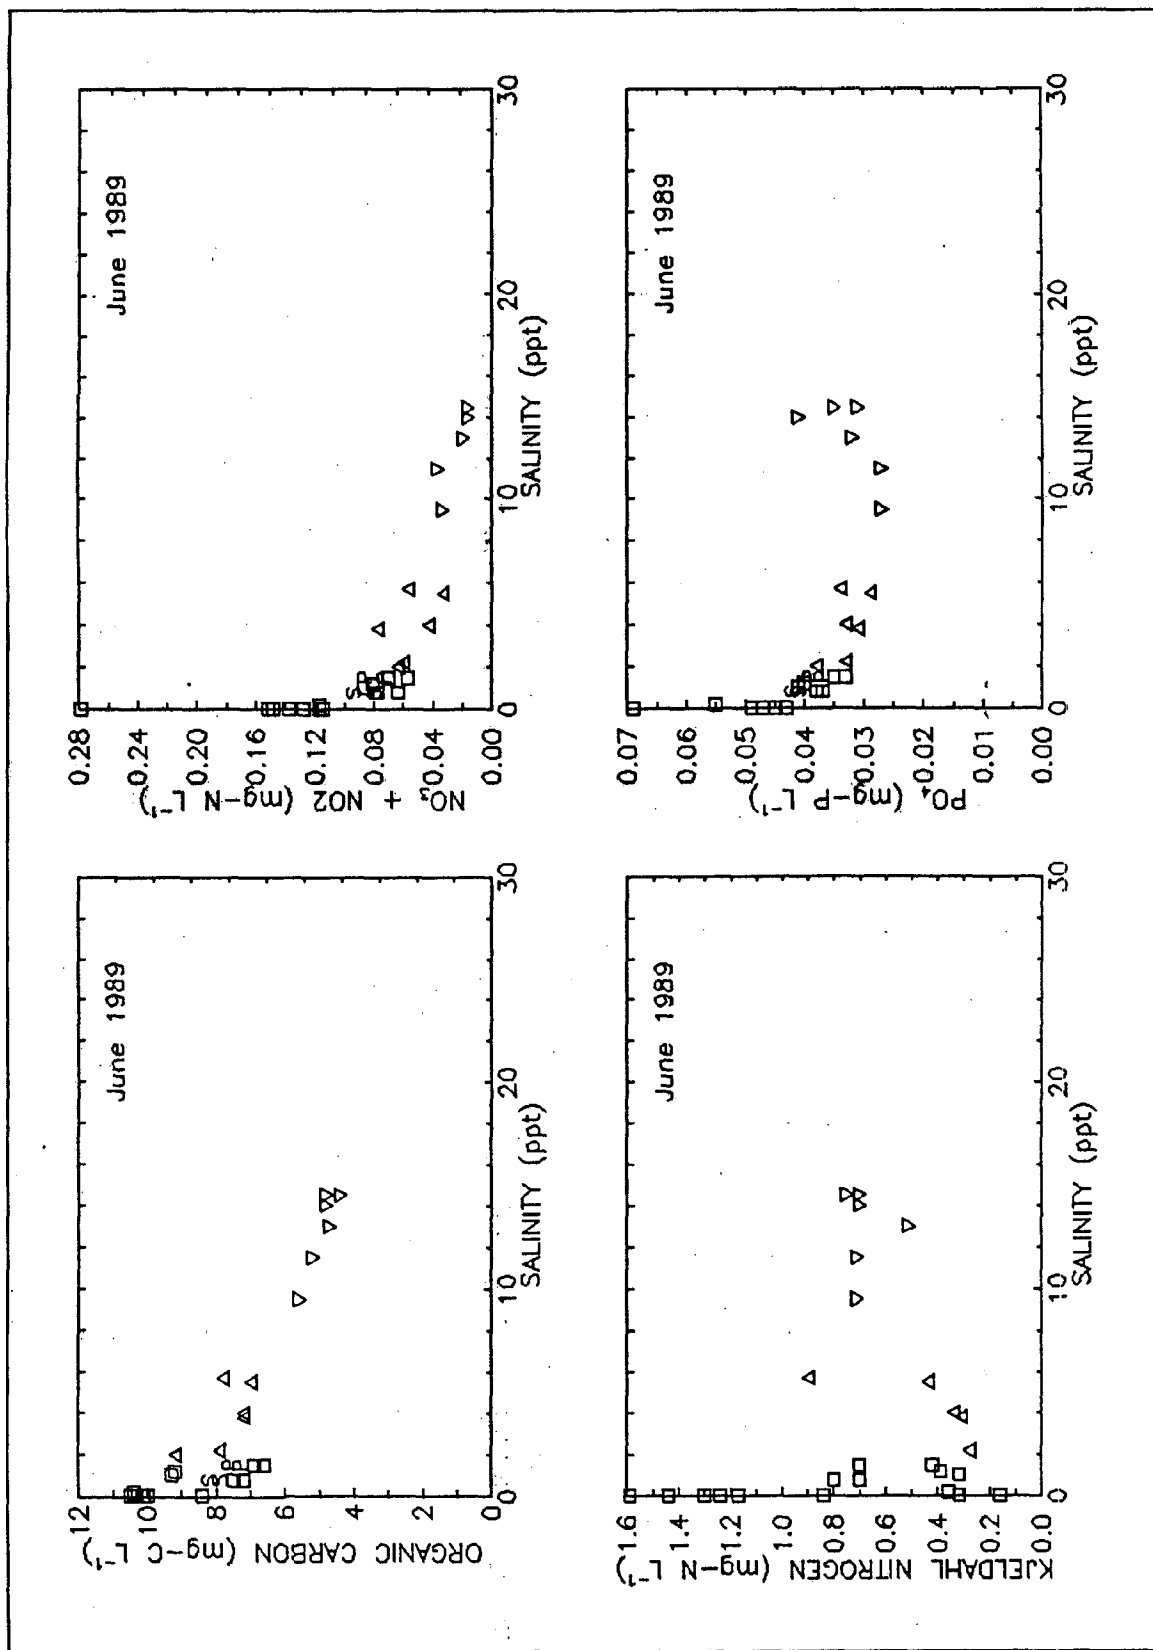 ORGANIC CARBON (mg-C L⁻¹)
12
10
8
6
4
2
0
June 1989
0 10 20 30
SALINITY (ppt)
NO₃ + NO2 (mg-N L⁻¹)
0.28
0.24
0.20
0.16
0.12
0.08
0.04
0.00
June 1989
0 10 20 30
SALINITY (ppt)
KJELDAHL NITROGEN (mg-N L⁻¹)
1.6
1.4
1.2
1.0
0.8
0.6
0.4
0.2
0.0
June 1989
0 10 20 30
SALINITY (ppt)
PO₄ (mg-P L⁻¹)
0.07
0.06
0.05
0.04
0.03
0.02
0.01
0.00
June 1989
0 10 20 30
SALINITY (ppt)